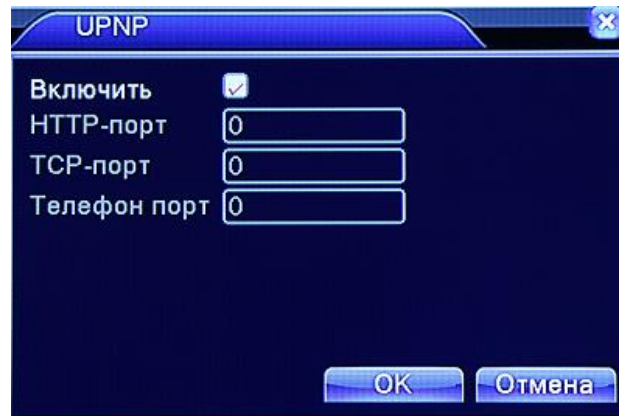 UPNP
Включить
HTTP-порт 0
TCP-порт 0
Телефон порт 0
OK Отмена